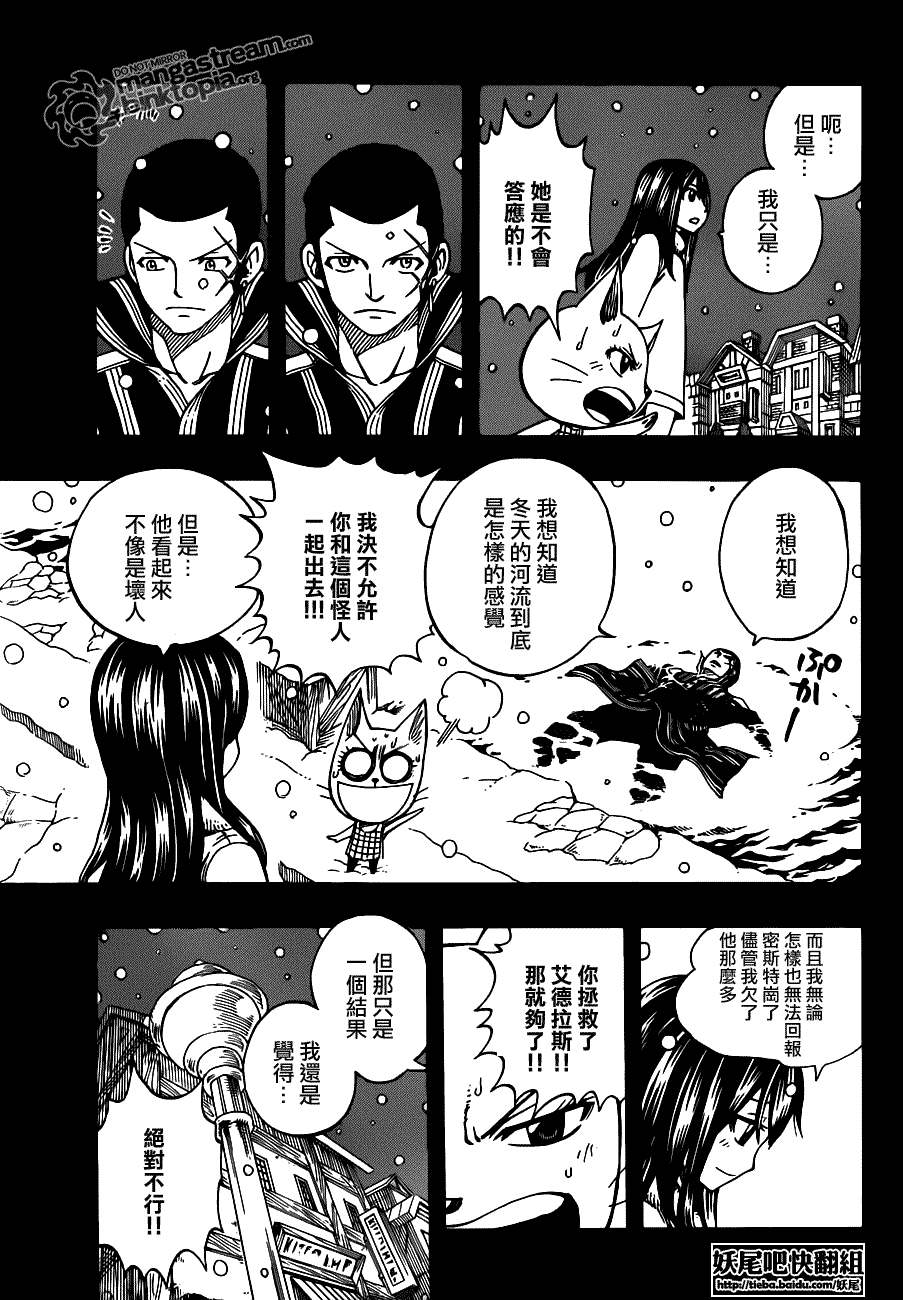 DO NOT MIRROR
mangastream.com
binktopia.org
呃…
但是…
我只是…
她是不會
答應的!!
我想知道
ぷカー
我想知道
冬天的河流到底
是怎樣的感覺
我決不允許
你和這個怪人
一起出去!!!
但是…
他看起來
不像是壞人
而且我無論
怎樣也無法回報
密斯特崗了
儘管我欠了
他那麼多
你拯救了
艾德拉斯!!
那就夠了!!
但那只是
一個結果
我還是
覺得…
絕對不行!!
妖尾吧快翻組
http://tieba.baidu.com/妖尾